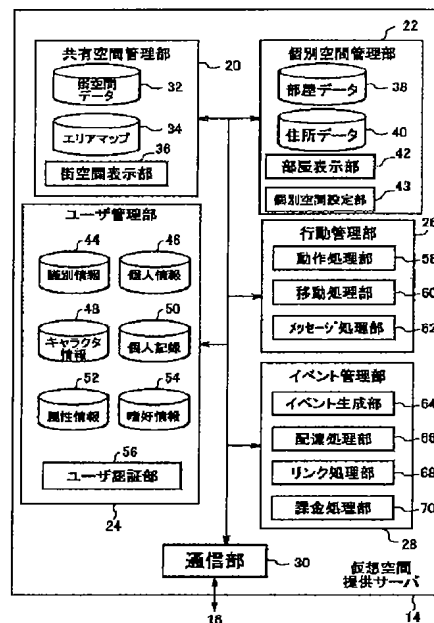 22
共有空間管理部
20
街空間
データ
32
エリアマップ
34
36
街空間表示部
個別空間管理部
部屋データ
38
住所データ
40
部屋表示部
42
個別空間設定部
43
ユーザ管理部
44
識別情報
46
個人情報
48
キャラクタ
情報
50
個人記録
52
属性情報
54
嗜好情報
56
ユーザ認証部
24
行動管理部
26
動作処理部
58
移動処理部
60
メッセージ処理部
62
イベント管理部
イベント生成部
64
配達処理部
66
リンク処理部
68
課金処理部
70
28
通信部
30
仮想空間
提供サーバ
14
16